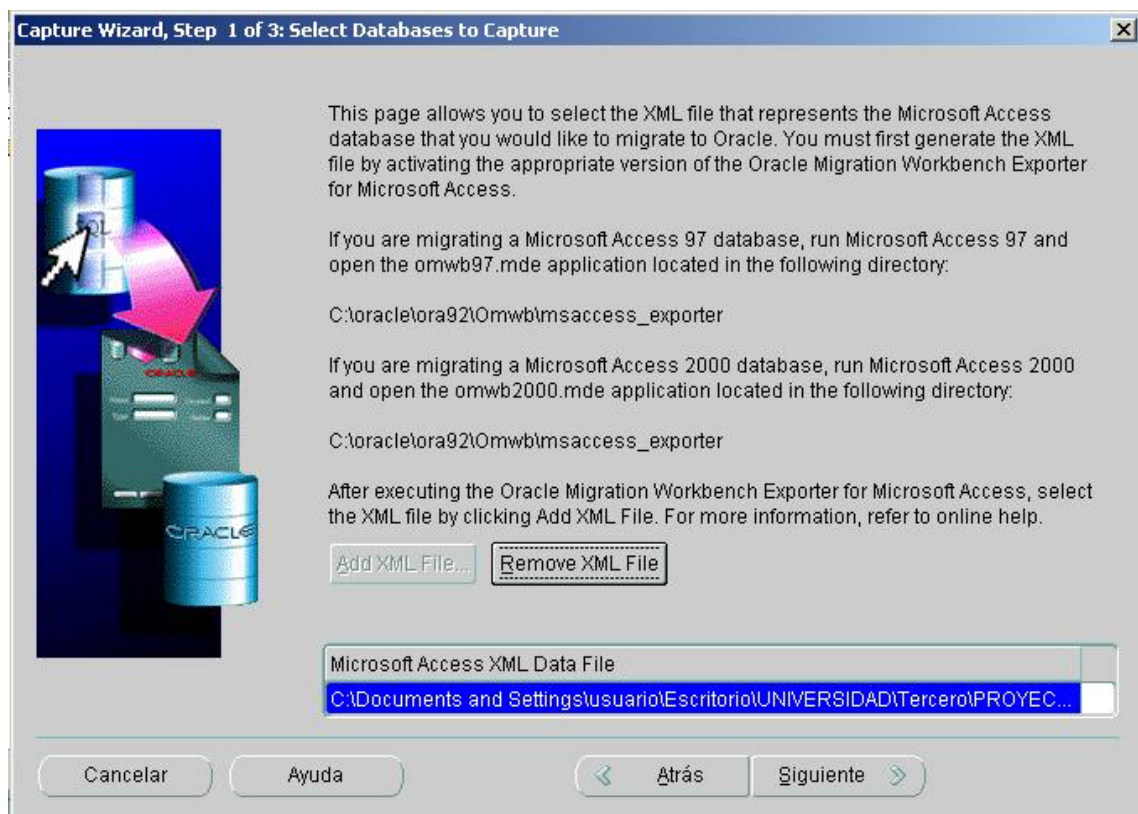 Capture Wizard, Step 1 of 3: Select Databases to Capture
This page allows you to select the XML file that represents the Microsoft Access
database that you would like to migrate to Oracle. You must first generate the XML
file by activating the appropriate version of the Oracle Migration Workbench Exporter
for Microsoft Access.
If you are migrating a Microsoft Access 97 database, run Microsoft Access 97 and
open the omwb97.mde application located in the following directory:
C:\oracle\ora92\Omwb\msaccess_exporter
If you are migrating a Microsoft Access 2000 database, run Microsoft Access 2000
and open the omwb2000.mde application located in the following directory:
C:\oracle\ora92\Omwb\msaccess_exporter
After executing the Oracle Migration Workbench Exporter for Microsoft Access, select
the XML file by clicking Add XML File. For more information, refer to online help.
SQL
ORACLE
ORACLE
Add XML File... Remove XML File
Microsoft Access XML Data File
C:\Documents and Settings\usuario\Escritorio\UNIVERSIDAD\Tercero\PROYEC...
Cancelar Ayuda Atrás Siguiente